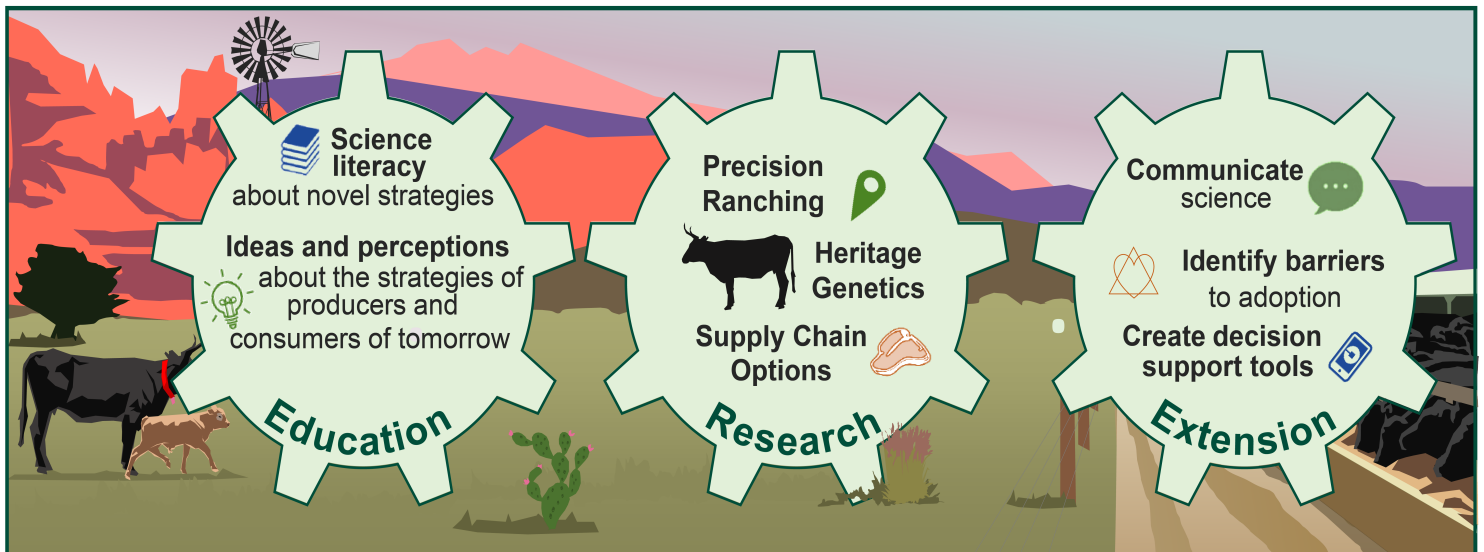 Science
literacy
about novel strategies
Ideas and perceptions
about the strategies of
producers and
consumers of tomorrow
Education
Precision
Ranching
Heritage
Genetics
Supply Chain
Options
Research
Communicate
science
Identify barriers
to adoption
Create decision
support tools
Extension